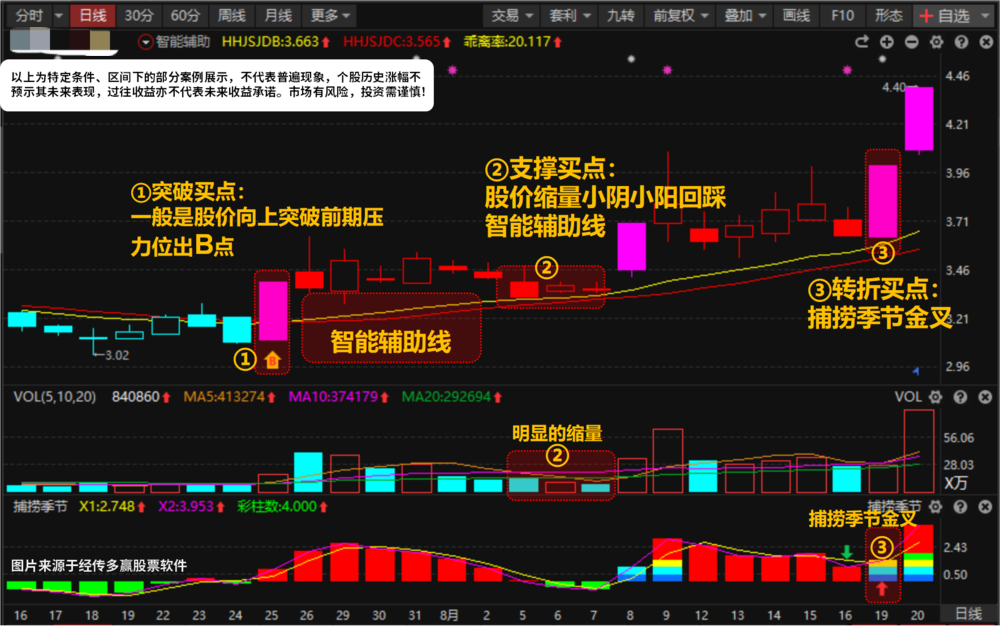 分时 日线 30分 60分 周线 月线 更多 交易 套利 九转 前复权 叠加 画线 F10 形态 +自选
智能辅助 HHJSJDB:3.663 HHJSJDC:3.565 乖离率:20.117
以上为特定条件、区间下的部分案例展示，不代表普遍现象，个股历史涨幅不
预示其未来表现，过往收益亦不代表未来收益承诺。市场有风险，投资需谨慎！
4.46
4.40
4.21
3.96
3.71
3.46
3.21
2.96
①突破买点：
一般是股价向上突破前期压
力位出B点
②支撑买点：
股价缩量小阴小阳回踩
智能辅助线
②
③
③转折买点：
捕捞季节金叉
智能辅助线
① B
3.02
VOL(5,10,20) 840860 MA5:413274 MA10:374179 MA20:292694 VOL
明显的缩量
②
56.06
28.03
X万
捕捞季节 X1:2.748 X2:3.953 彩柱数:4.000 捕捞季节
捕捞季节金叉
③
2.43
0.50
图片来源于经传多赢股票软件
16 17 18 19 22 23 24 25 26 29 30 31 8月 2 5 6 7 8 9 12 13 14 15 16 19 20 日线